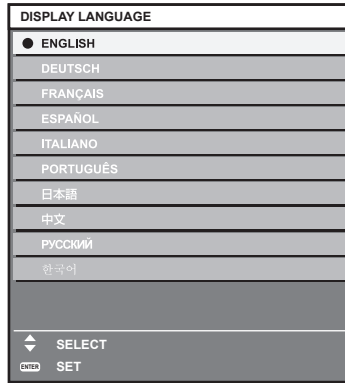 DISPLAY LANGUAGE
ENGLISH
DEUTSCH
FRANÇAIS
ESPAÑOL
ITALIANO
PORTUGUÊS
日本語
中文
РУССКИЙ
한국어
SELECT
ENTER SET